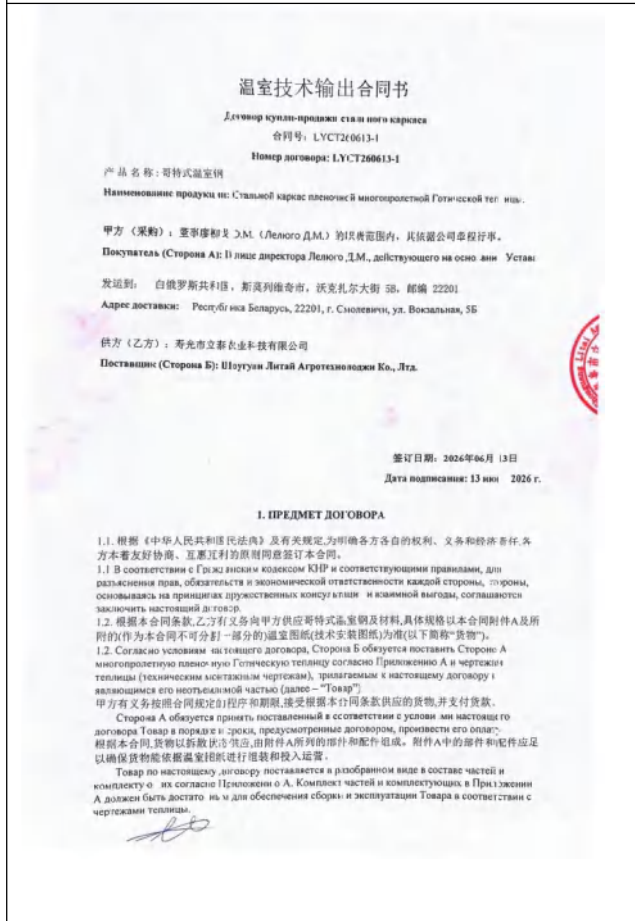 温室技术输出合同书
Договор купли-продажи стального каркаса
合同号: LYCT260613-1
Номер договора: LYCT260613-1
产品名称:哥特式温室钢
Наименование продукции: Стальной каркас пленочной многопролетной Готической
甲方(采购): Д.М.(Лелюго Д.М.)的职责范围内,其依据公司章程行事。
Покупатель (Сторона А): В лице директора Лелюго Д.М., действующего на основании Устава
发运到: 白俄罗斯共和国,斯莫列维奇市,沃克扎尔大街 5B,邮编 22201
Адрес доставки: Республика Беларусь, 22201, г. Смолевичи, ул. Вокзальная, 5Б
供方(乙方):寿光市立泰农业科技有限公司
Поставщик (Сторона Б): Шоугуан Литай Агротехнолоджи Ко., Лтд.
签订日期: 2026年06月13日
Дата подписания: 13 июн 2026 г.
1. ПРЕДМЕТ ДОГОВОРА
1.1. 根据《中华人民共和国民法典》及有关规定,为明确各方各自的权利、义务和经济责任,各
方本着友好协商、互惠互利的原则同意签订本合同。
1.1 В соответствии с Гражданским кодексом КНР и соответствующими правилами, для
разъяснения прав, обязательств и экономической ответственности каждой стороны, стороны,
основываясь на принципах дружественных консультаций и взаимной выгоды, соглашаются
заключить настоящий договор.
1.2. 根据本合同条款,乙方有义务向甲方供应哥特式温室钢及材料,具体规格以本合同附件A及所
附的(作为本合同不可分割一部分的)温室图纸(技术安装图纸)为准(以下简称“货物”)。
1.2. Согласно условиям настоящего договора, Сторона Б обязуется поставить Стороне А
многопролетную пленочную Готическую теплицу согласно Приложению А и чертежам
теплицы (техническим монтажным чертежам), прилагаемым к настоящему договору и
являющимся его неотъемлемой частью (далее – “Товар”)
甲方有义务按照合同规定的程序和期限,接受根据本合同条款供应的货物,并支付货款。
Сторона А обязуется принять поставленный в соответствии с условиями настоящего
договора Товар в порядке и сроки, предусмотренные договором, произвести его оплату.
根据本合同,货物以拆散状态供应,由附件A所列的部件和配件组成。附件A中的部件和配件应足
以确保货物能依据温室图纸进行组装和投入运营。
Товар по настоящему договору поставляется в разобранном виде в составе частей и
согласно Приложению А. Комплект частей и комплектующих в Приложении
А должен быть для обеспечения сборки и эксплуатации Товара в соответствии с
чертежами теплицы.